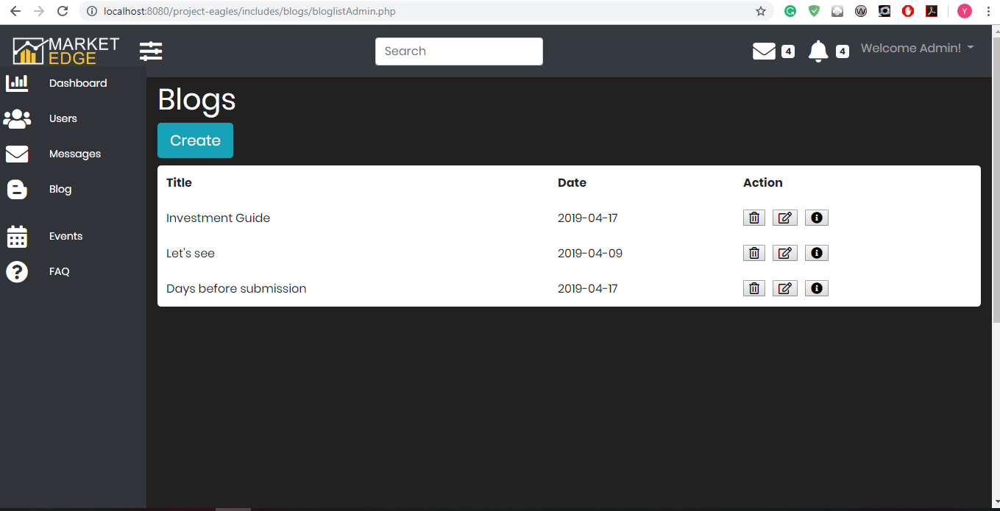 localhost:8080/project-eagles/includes/blogs/bloglistAdmin.php
MARKET
EDGE
Search
4
4
Welcome Admin!
Dashboard
Users
Messages
Blog
Events
FAQ
Blogs
Create
Title Date Action
Investment Guide 2019-04-17
Let's see 2019-04-09
Days before submission 2019-04-17